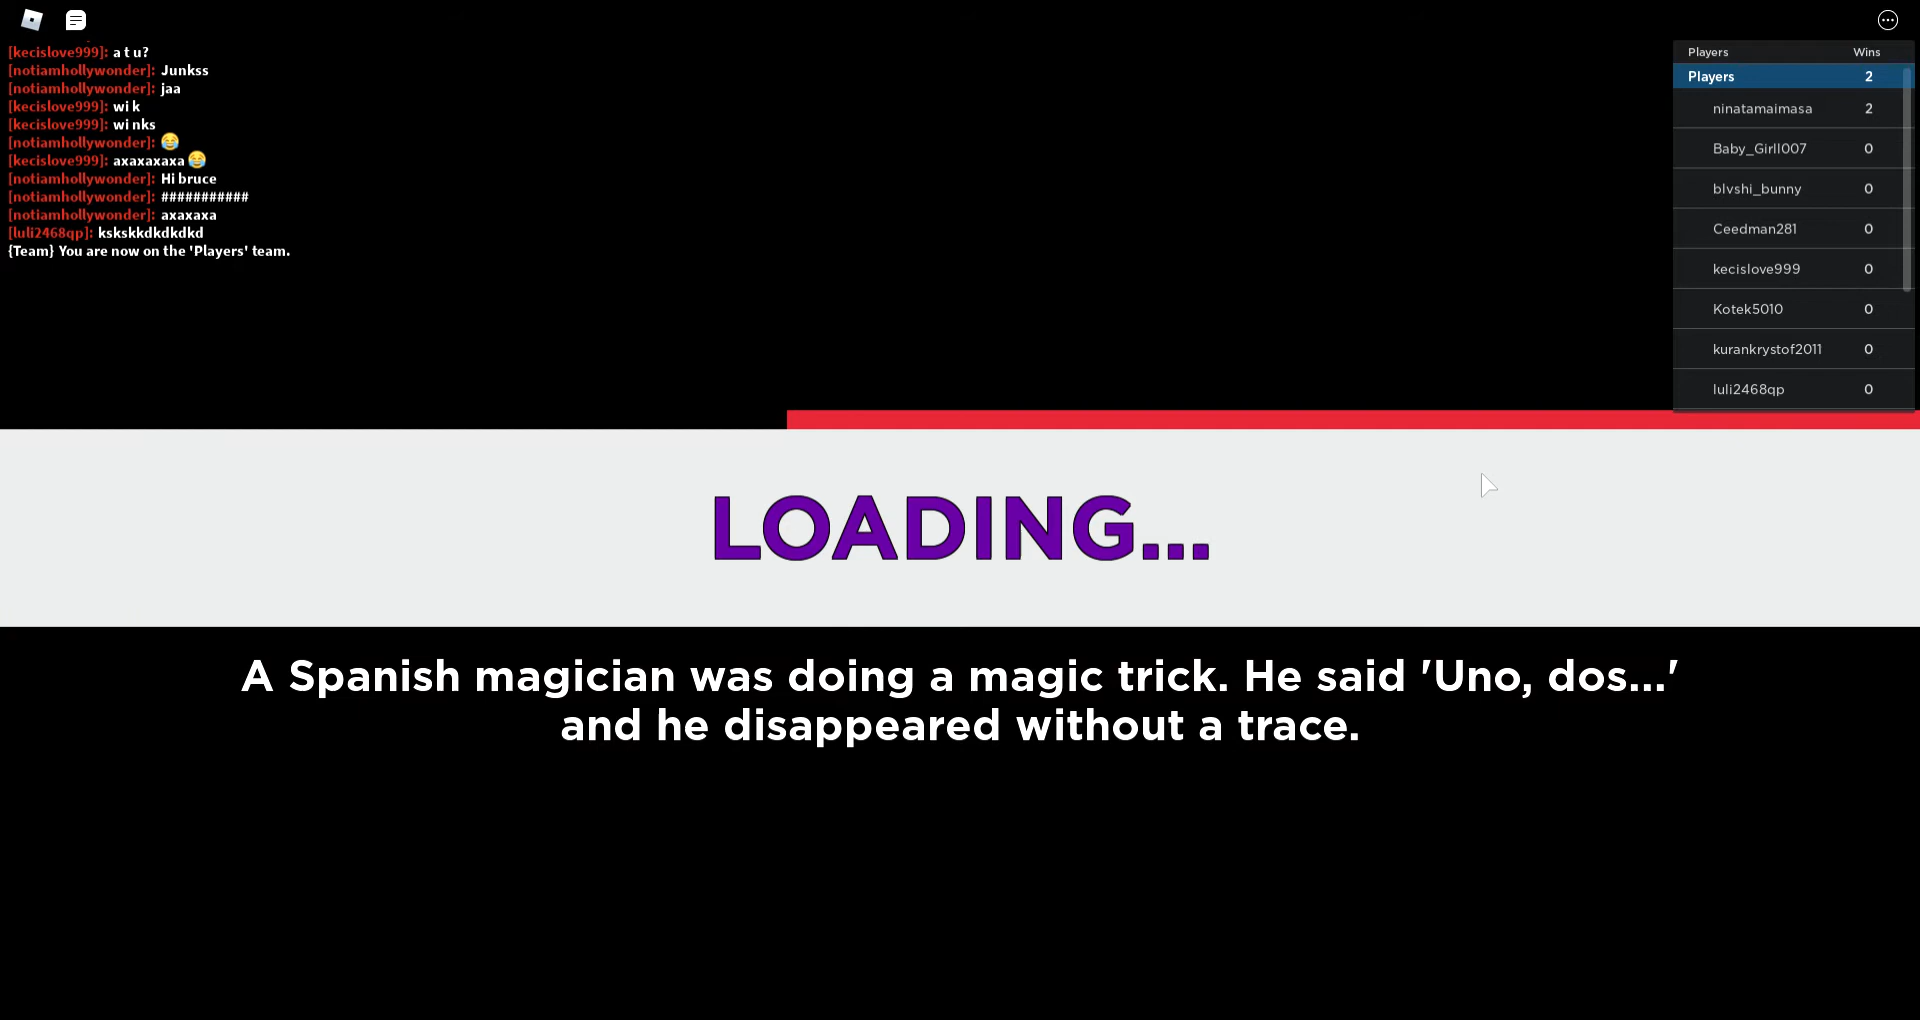 [kecislove999]: a t u?
[notiamhollywonder]: Junkss
[notiamhollywonder]: jaa
[kecislove999]: wi k
[kecislove999]: wi nks
[notiamhollywonder]: 😂
[kecislove999]: axaxaxaxa 😂
[notiamhollywonder]: Hi bruce
[notiamhollywonder]: ###########
[notiamhollywonder]: axaxaxa
[luli2468qp]: kskskkdkdkdkd
{Team} You are now on the 'Players' team.
Players Wins
Players 2
ninatamaimasa 2
Baby_Girll007 0
blvshi_bunny 0
Ceedman281 0
kecislove999 0
Kotek5010 0
kurankrystof2011 0
luli2468qp 0
LOADING...
A Spanish magician was doing a magic trick. He said 'Uno, dos...'
and he disappeared without a trace.